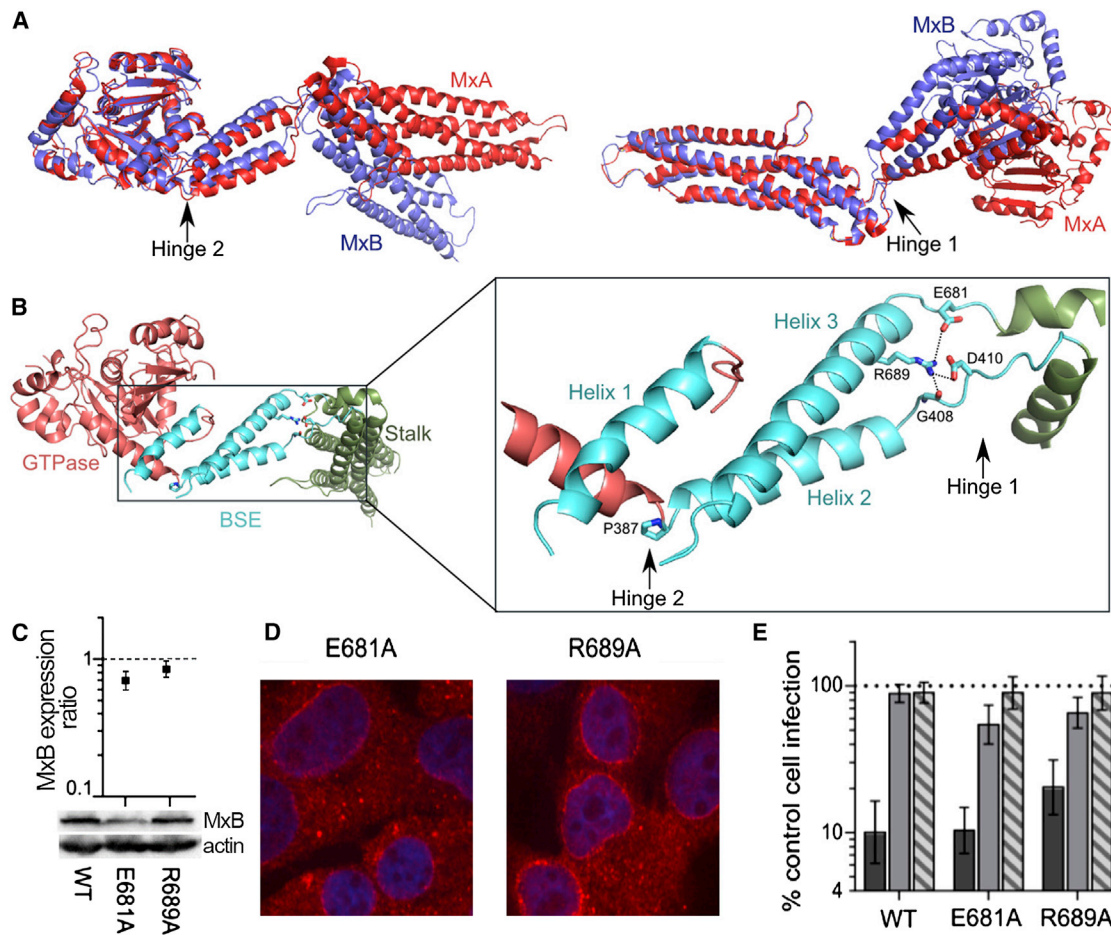 A
MxA
MxB
Hinge 2
MxB
MxA
Hinge 1
B
GTPase
BSE
Stalk
Helix 1
Helix 2
Helix 3
E681
R689
D410
G408
P387
Hinge 1
Hinge 2
C
MxB expression
ratio
1
0.1
MxB
actin
WT
E681A
R689A
D
E681A
R689A
E
% control cell infection
100
10
4
WT
E681A
R689A